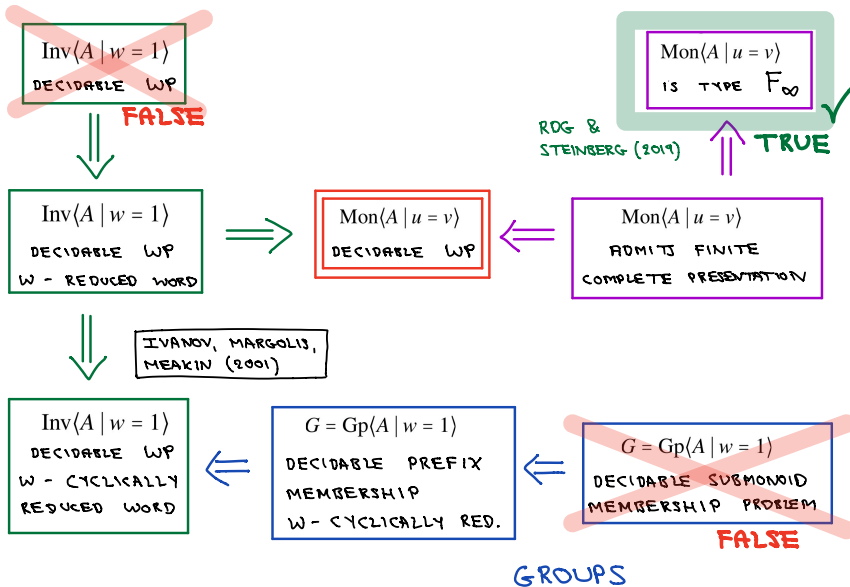 Inv⟨A | w = 1⟩
DECIDABLE WP
FALSE
Mon⟨A | u = v⟩
IS TYPE F∞
RDG &
STEINBERG (2019)
TRUE
Inv⟨A | w = 1⟩
DECIDABLE WP
W - REDUCED WORD
Mon⟨A | u = v⟩
DECIDABLE WP
Mon⟨A | u = v⟩
ADMITS FINITE
COMPLETE PRESENTATION
IVANOV, MARGOLIS,
MEAKIN (2001)
Inv⟨A | w = 1⟩
DECIDABLE WP
W - CYCLICALLY
REDUCED WORD
G = Gp⟨A | w = 1⟩
DECIDABLE PREFIX
MEMBERSHIP
W - CYCLICALLY RED.
G = Gp⟨A | w = 1⟩
DECIDABLE SUBMONOID
MEMBERSHIP PROBLEM
FALSE
GROUPS